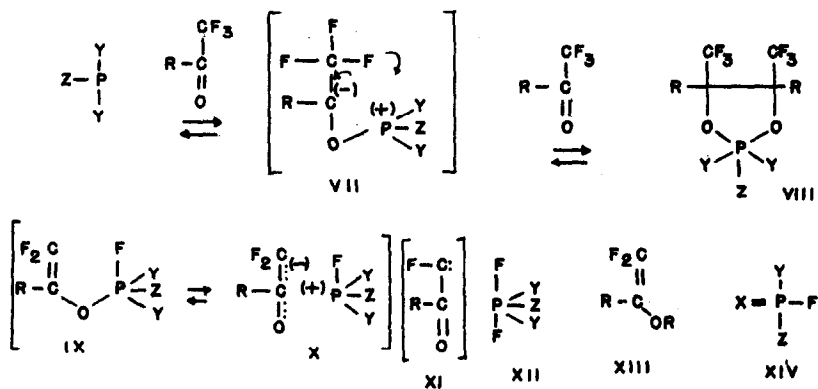 Y
Z-P
Y
CF3
R-C
O
F
F-C-F
R-C(-)
O
(+)
P
Y
Z
Y
VII
CF3
R-C
O
CF3 CF3
R R
O O
P
Y Y
Z
VIII
F2C
R-C
O
F
P
Y
Z
Y
IX
F2C(-)
R-C
O
(+)
F
P
Y
Z
Y
X
F-C:
R-C
O
XI
F
P
F
Y
Z
Y
XII
F2C
R-C
OR
XIII
Y
X=P-F
Z
XIV